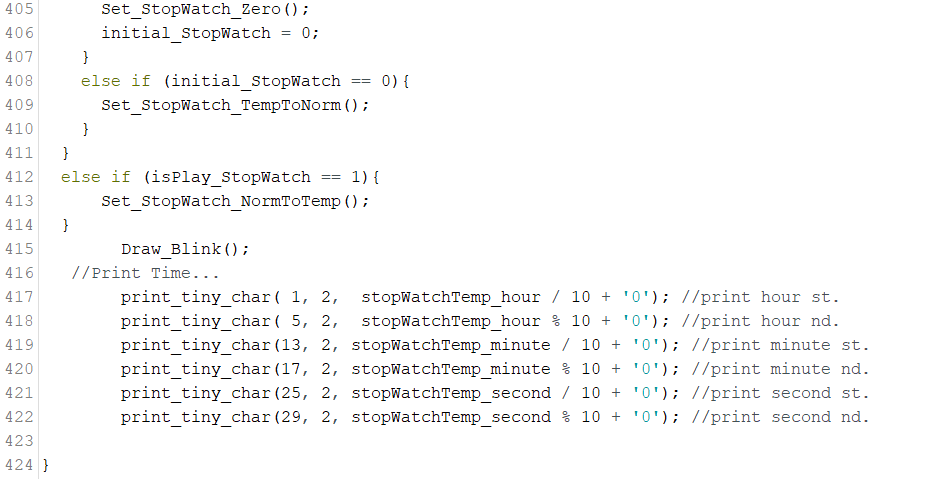 405       Set_StopWatch_Zero();
406       initial_StopWatch = 0;
407     }
408     else if (initial_StopWatch == 0){
409       Set_StopWatch_TempToNorm();
410     }
411   }
412   else if (isPlay_StopWatch == 1){
413       Set_StopWatch_NormToTemp();
414   }
415         Draw_Blink();
416    //Print Time...
417         print_tiny_char( 1, 2,  stopWatchTemp_hour / 10 + '0'); //print hour st.
418         print_tiny_char( 5, 2,  stopWatchTemp_hour % 10 + '0'); //print hour nd.
419         print_tiny_char(13, 2, stopWatchTemp_minute / 10 + '0'); //print minute st.
420         print_tiny_char(17, 2, stopWatchTemp_minute % 10 + '0'); //print minute nd.
421         print_tiny_char(25, 2, stopWatchTemp_second / 10 + '0'); //print second st.
422         print_tiny_char(29, 2, stopWatchTemp_second % 10 + '0'); //print second nd.
423
424 }